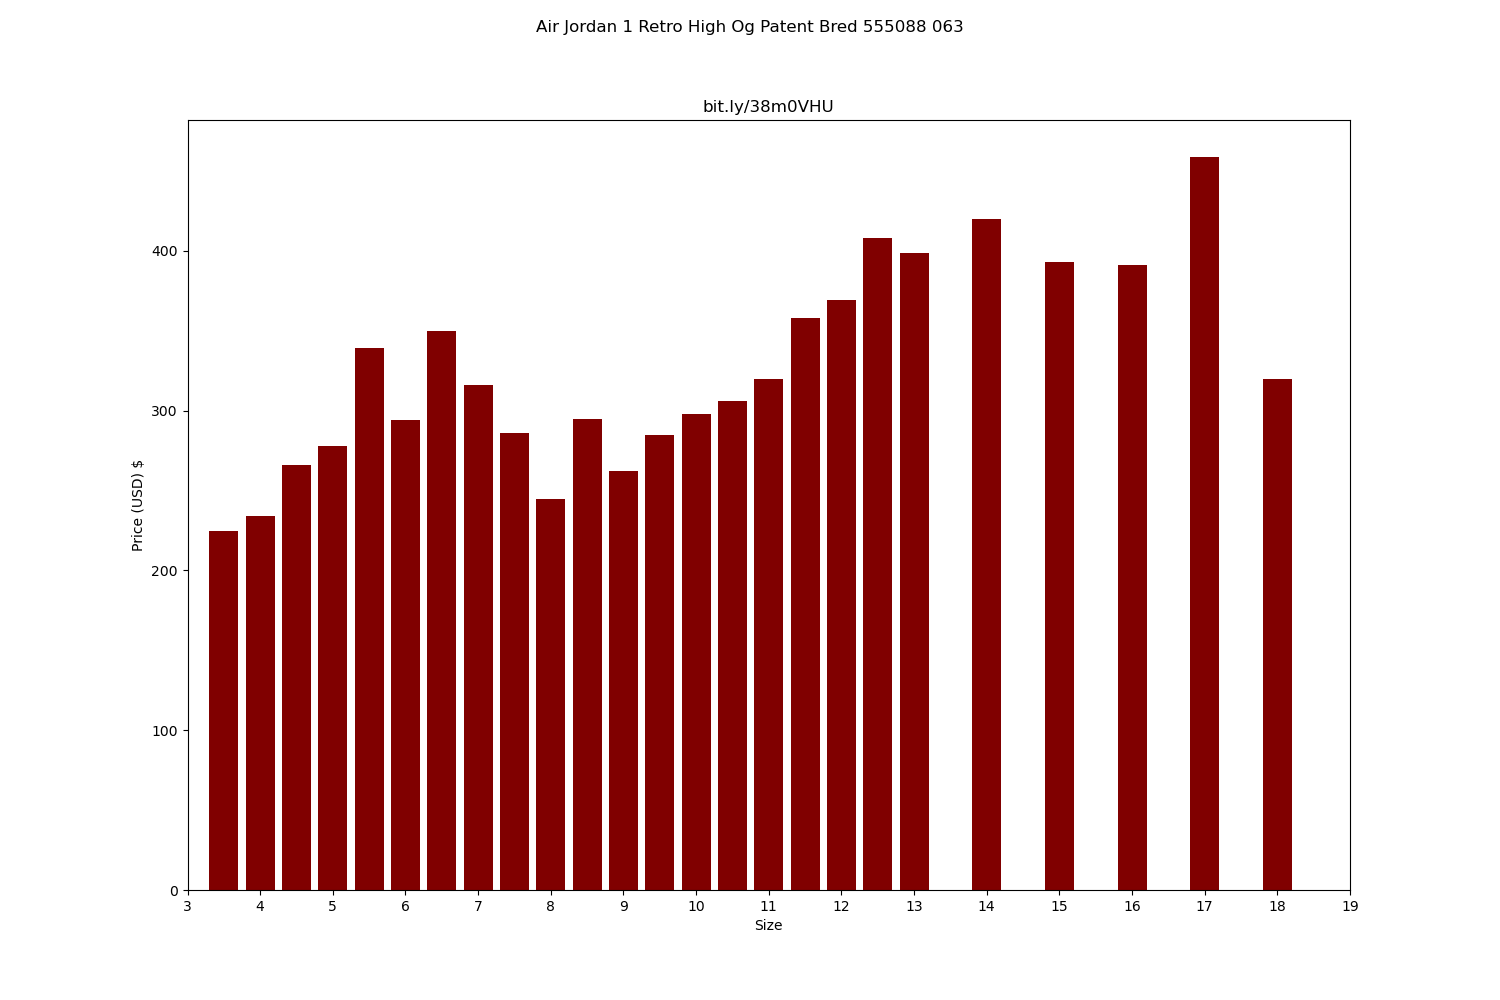 Air Jordan 1 Retro High Og Patent Bred 555088 063
bit.ly/38m0VHU
400
300
200
100
0
Price (USD) $
3 4 5 6 7 8 9 10 11 12 13 14 15 16 17 18 19
Size